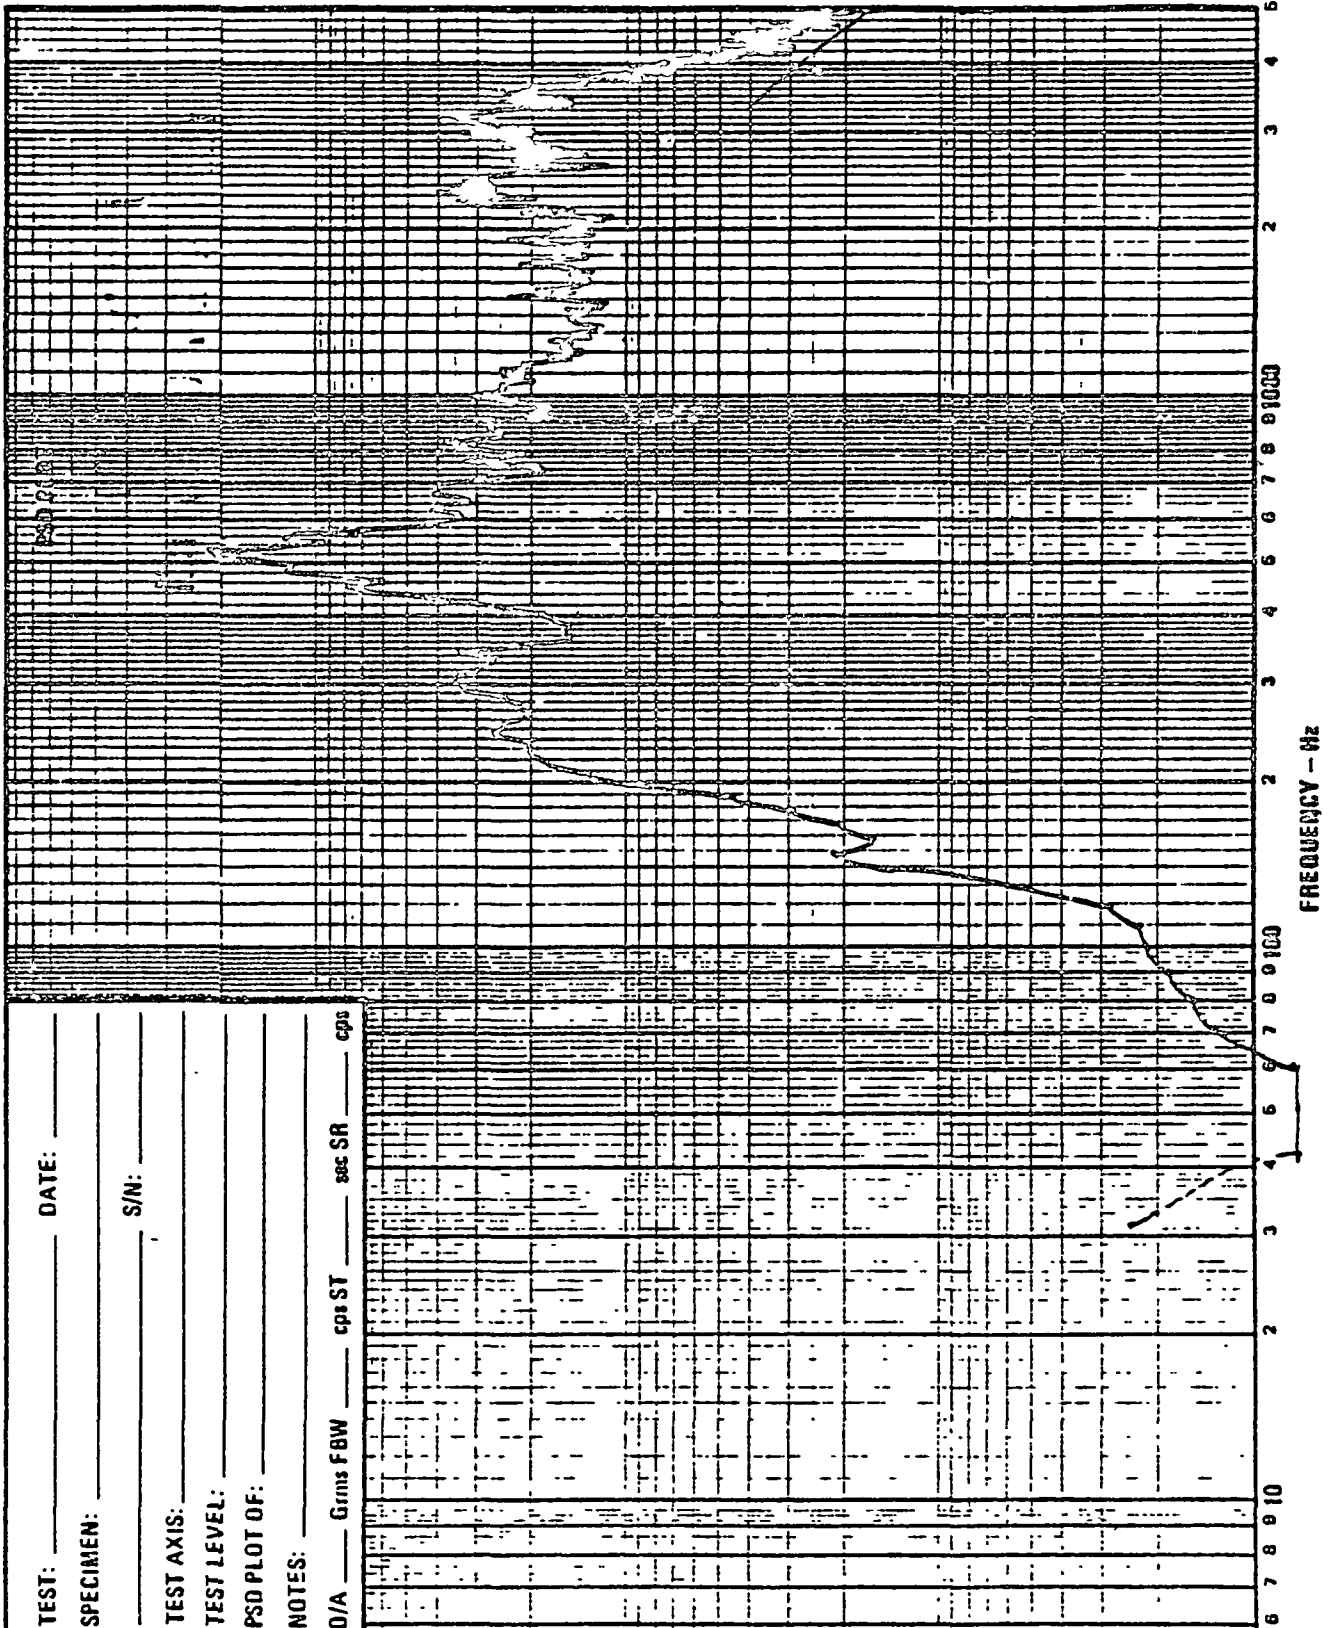 TEST: DATE:
SPECIMEN:
S/N:
TEST AXIS:
TEST LEVEL:
PSD PLOT OF:
NOTES:
O/A Grms FBW cps ST sec SR cps
PSD PLOT
6 7 8 9 10 2 3 4 5 6 7 8 9 100 2 3 4 5 6 7 8 9 1000 2 3 4 5
FREQUENCY – Hz